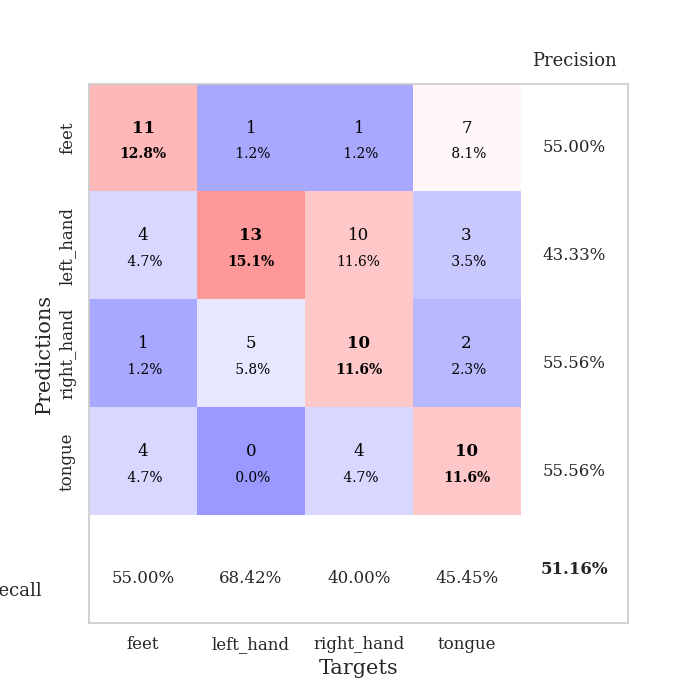 Precision
feet
11 1 1 7
12.8% 1.2% 1.2% 8.1%
55.00%
left_hand
4 13 10 3
4.7% 15.1% 11.6% 3.5%
43.33%
right_hand
1 5 10 2
1.2% 5.8% 11.6% 2.3%
55.56%
tongue
4 0 4 10
4.7% 0.0% 4.7% 11.6%
55.56%
Predictions
ecall
55.00% 68.42% 40.00% 45.45% 51.16%
feet left_hand right_hand tongue
Targets